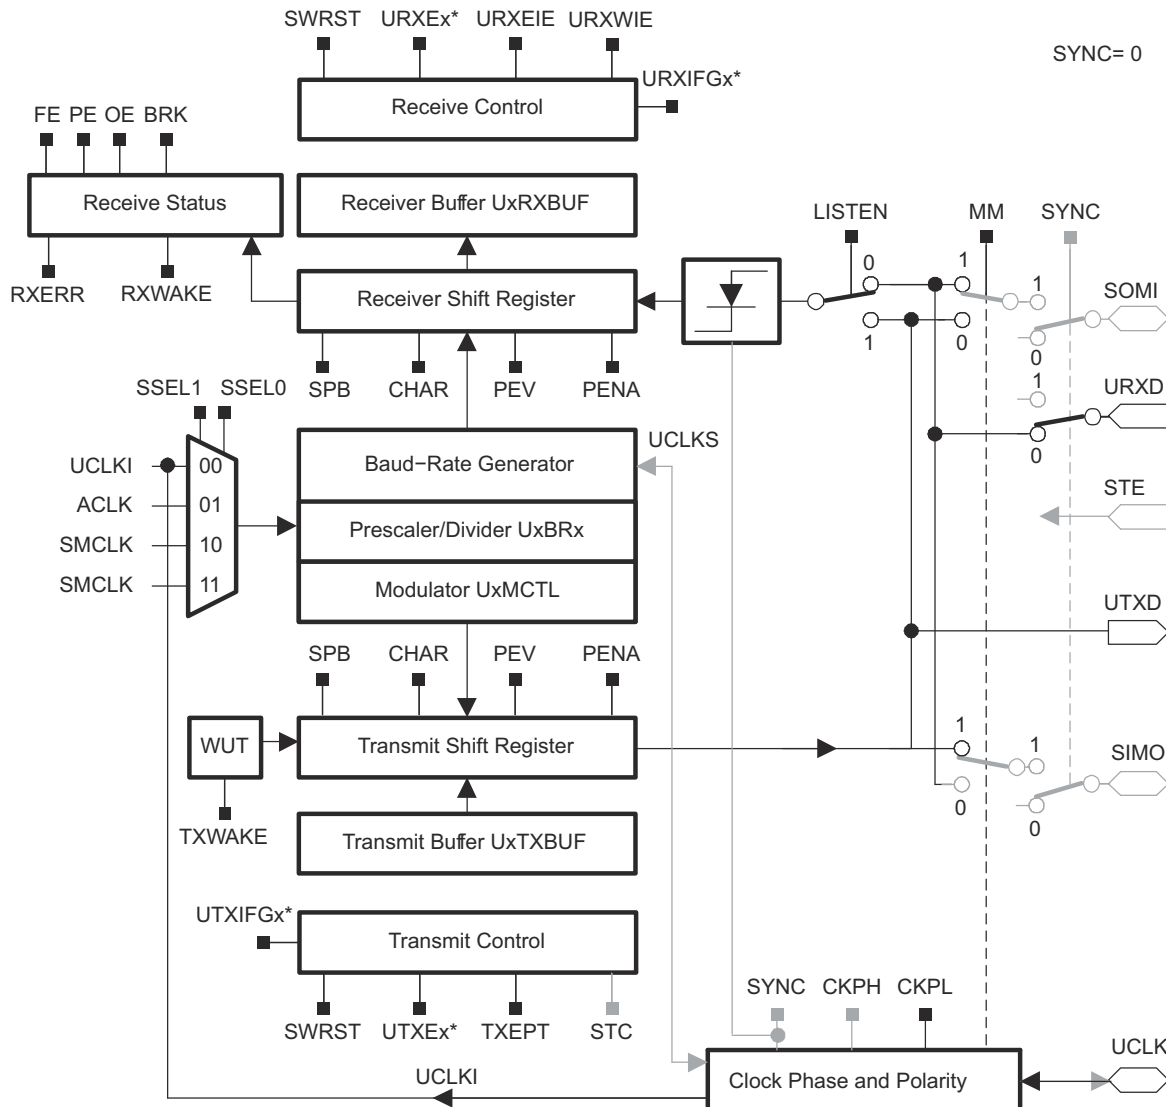 SWRST URXEx* URXEIE URXWIE
SYNC= 0
URXIFGx*
Receive Control
FE PE OE BRK
Receive Status
Receiver Buffer UxRXBUF
LISTEN MM SYNC
0 1
1
SOMI
RXERR RXWAKE
Receiver Shift Register
1 0
0
SPB CHAR PEV PENA
SSEL1 SSEL0
1
URXD
UCLKS
0
UCLKI 00
Baud−Rate Generator
ACLK 01
STE
Prescaler/Divider UxBRx
SMCLK 10
SMCLK 11
Modulator UxMCTL
UTXD
SPB CHAR PEV PENA
WUT
Transmit Shift Register
1 1
SIMO
0
0
TXWAKE
Transmit Buffer UxTXBUF
UTXIFGx*
Transmit Control
SYNC CKPH CKPL
SWRST UTXEx* TXEPT STC
UCLK
UCLKI
Clock Phase and Polarity